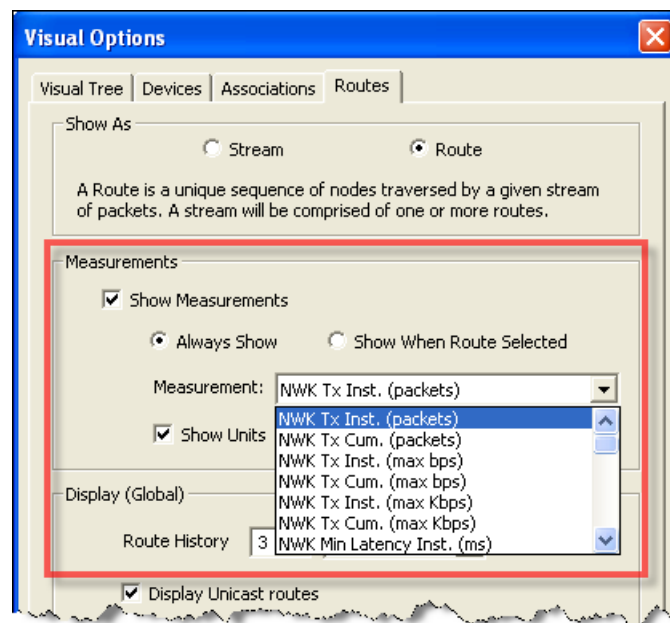 Visual Options
Visual Tree Devices Associations Routes
Show As
Stream Route
A Route is a unique sequence of nodes traversed by a given stream
of packets. A stream will be comprised of one or more routes.
Measurements
Show Measurements
Always Show Show When Route Selected
Measurement: NWK Tx Inst. (packets)
NWK Tx Inst. (packets)
NWK Tx Cum. (packets)
Show Units
NWK Tx Inst. (max bps)
NWK Tx Cum. (max bps)
NWK Tx Inst. (max Kbps)
NWK Tx Cum. (max Kbps)
NWK Min Latency Inst. (ms)
Display (Global)
Route History 3
Display Unicast routes